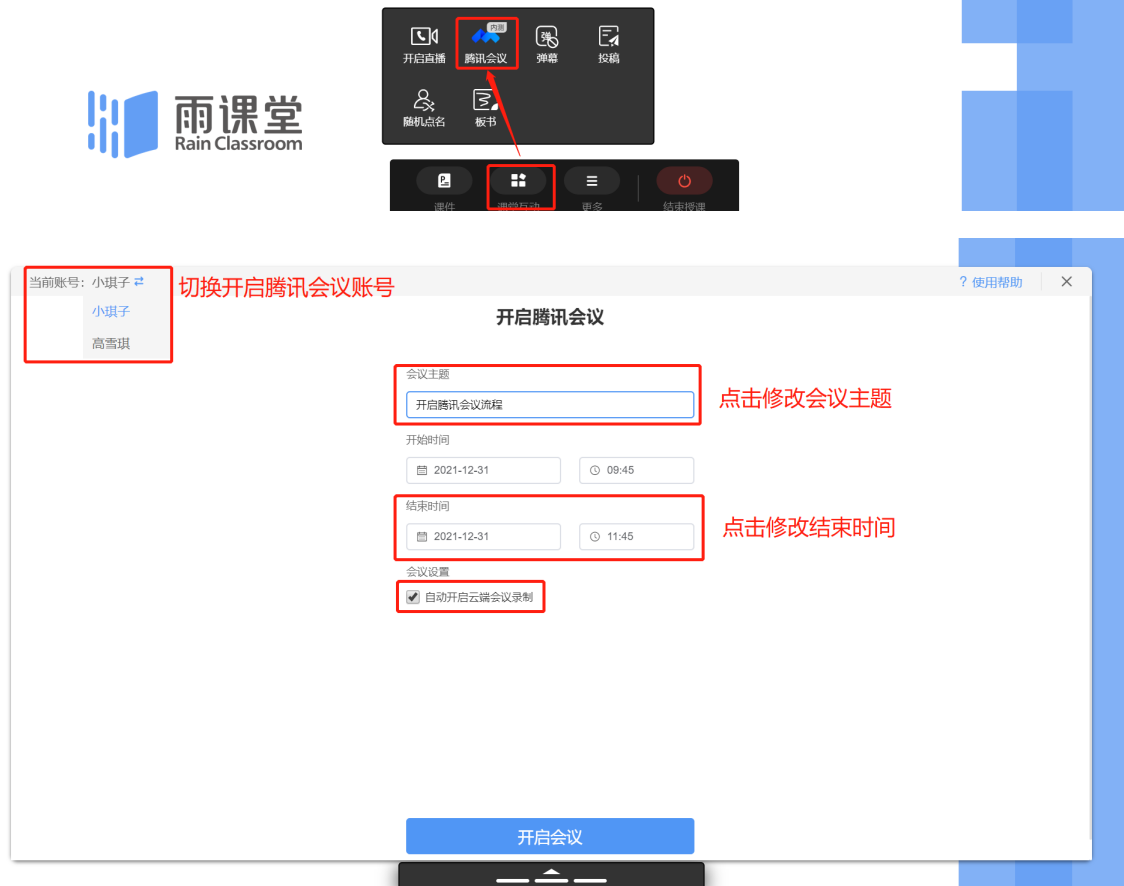 内测
开启直播 腾讯会议 弹幕 投稿
雨课堂
Rain Classroom
随机点名 板书
课件 课堂互动 更多 结束授课
当前账号：小琪子 切换开启腾讯会议账号 ? 使用帮助
小琪子
高雪琪
开启腾讯会议
会议主题
开启腾讯会议流程 点击修改会议主题
开始时间
2021-12-31 09:45
结束时间
2021-12-31 11:45 点击修改结束时间
会议设置
自动开启云端会议录制
开启会议